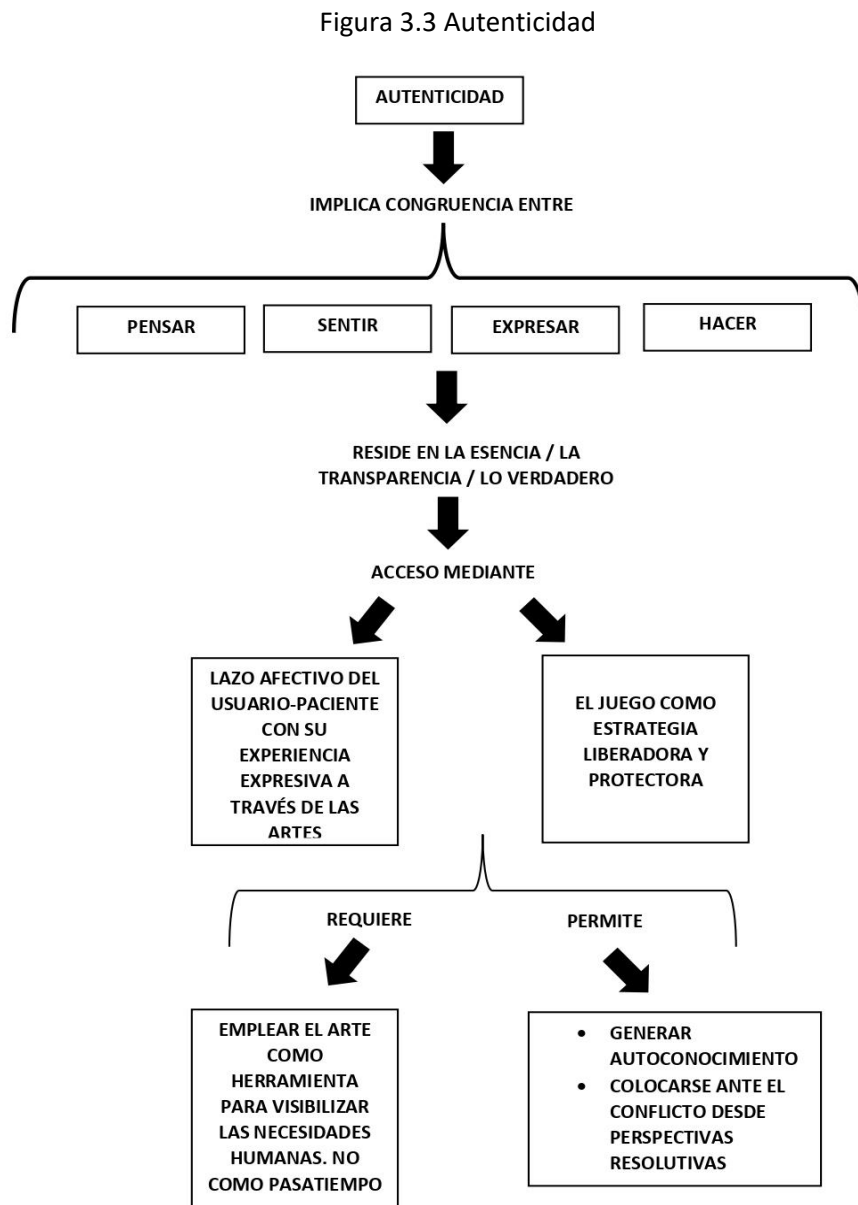 Figura 3.3 Autenticidad
AUTENTICIDAD
IMPLICA CONGRUENCIA ENTRE
PENSAR
SENTIR
EXPRESAR
HACER
RESIDE EN LA ESENCIA / LA
TRANSPARENCIA / LO VERDADERO
ACCESO MEDIANTE
LAZO AFECTIVO DEL
USUARIO-PACIENTE
CON SU
EXPERIENCIA
EXPRESIVA A
TRAVÉS DE LAS
ARTES
EL JUEGO COMO
ESTRATEGIA
LIBERADORA Y
PROTECTORA
REQUIERE
PERMITE
EMPLEAR EL ARTE
COMO
HERRAMIENTA
PARA VISIBILIZAR
LAS NECESIDADES
HUMANAS. NO
COMO PASATIEMPO
• GENERAR
AUTOCONOCIMIENTO
• COLOCARSE ANTE EL
CONFLICTO DESDE
PERSPECTIVAS
RESOLUTIVAS